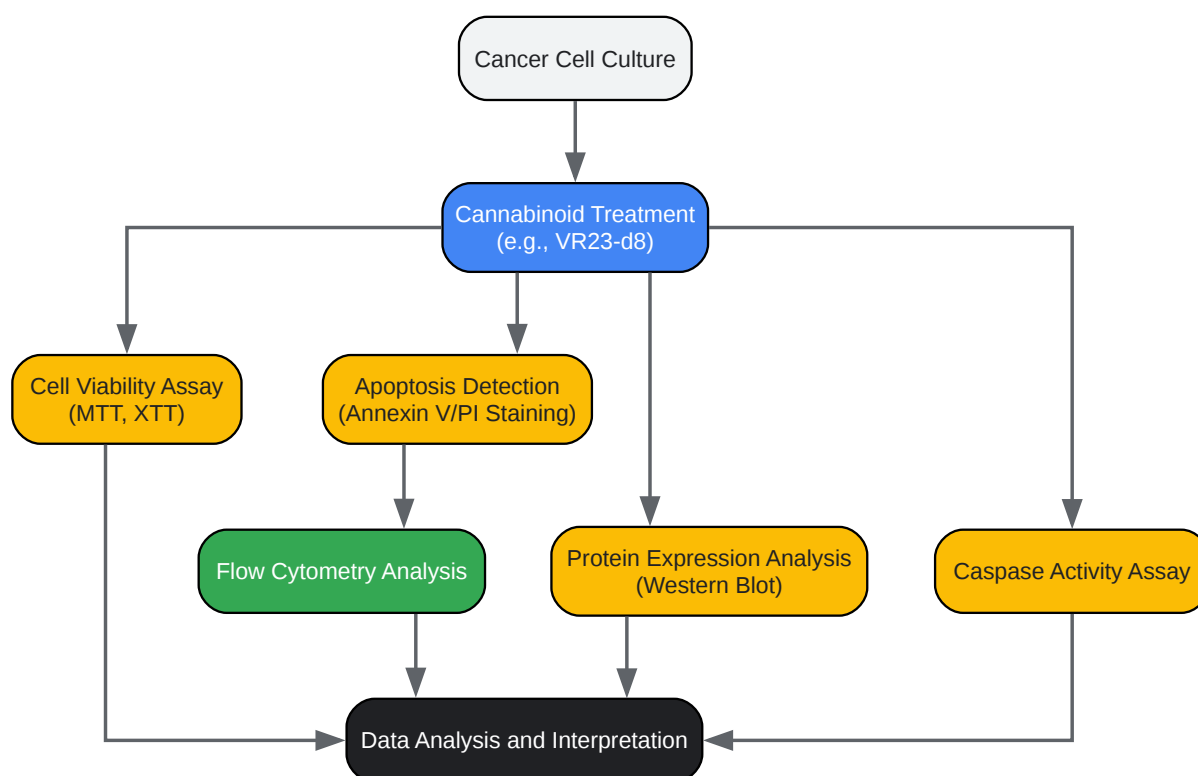 Cancer Cell Culture
Cannabinoid Treatment
(e.g., VR23-d8)
Cell Viability Assay
(MTT, XTT)
Apoptosis Detection
(Annexin V/PI Staining)
Flow Cytometry Analysis
Protein Expression Analysis
(Western Blot)
Caspase Activity Assay
Data Analysis and Interpretation